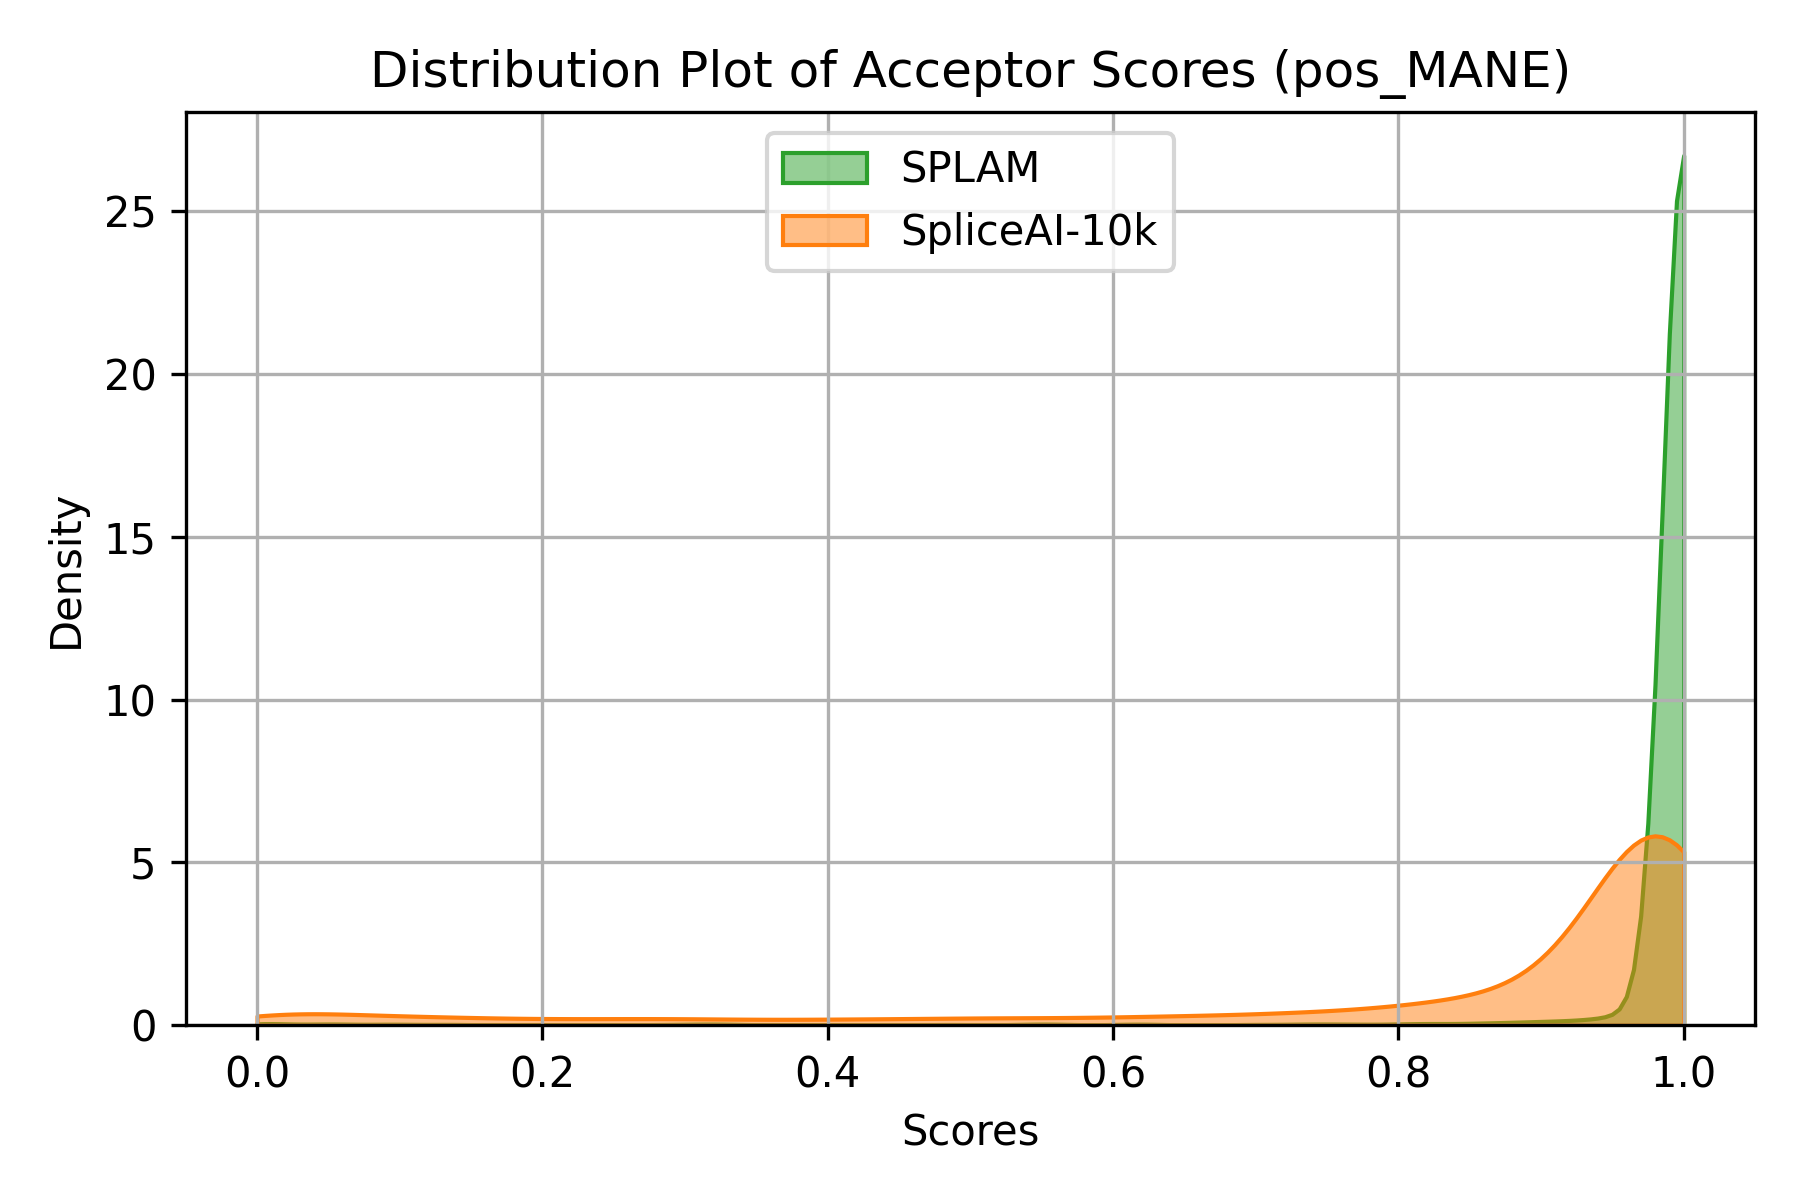 Distribution Plot of Acceptor Scores (pos_MANE)
SPLAM
SpliceAI-10k
Density
25
20
15
10
5
0
0.0 0.2 0.4 0.6 0.8 1.0
Scores